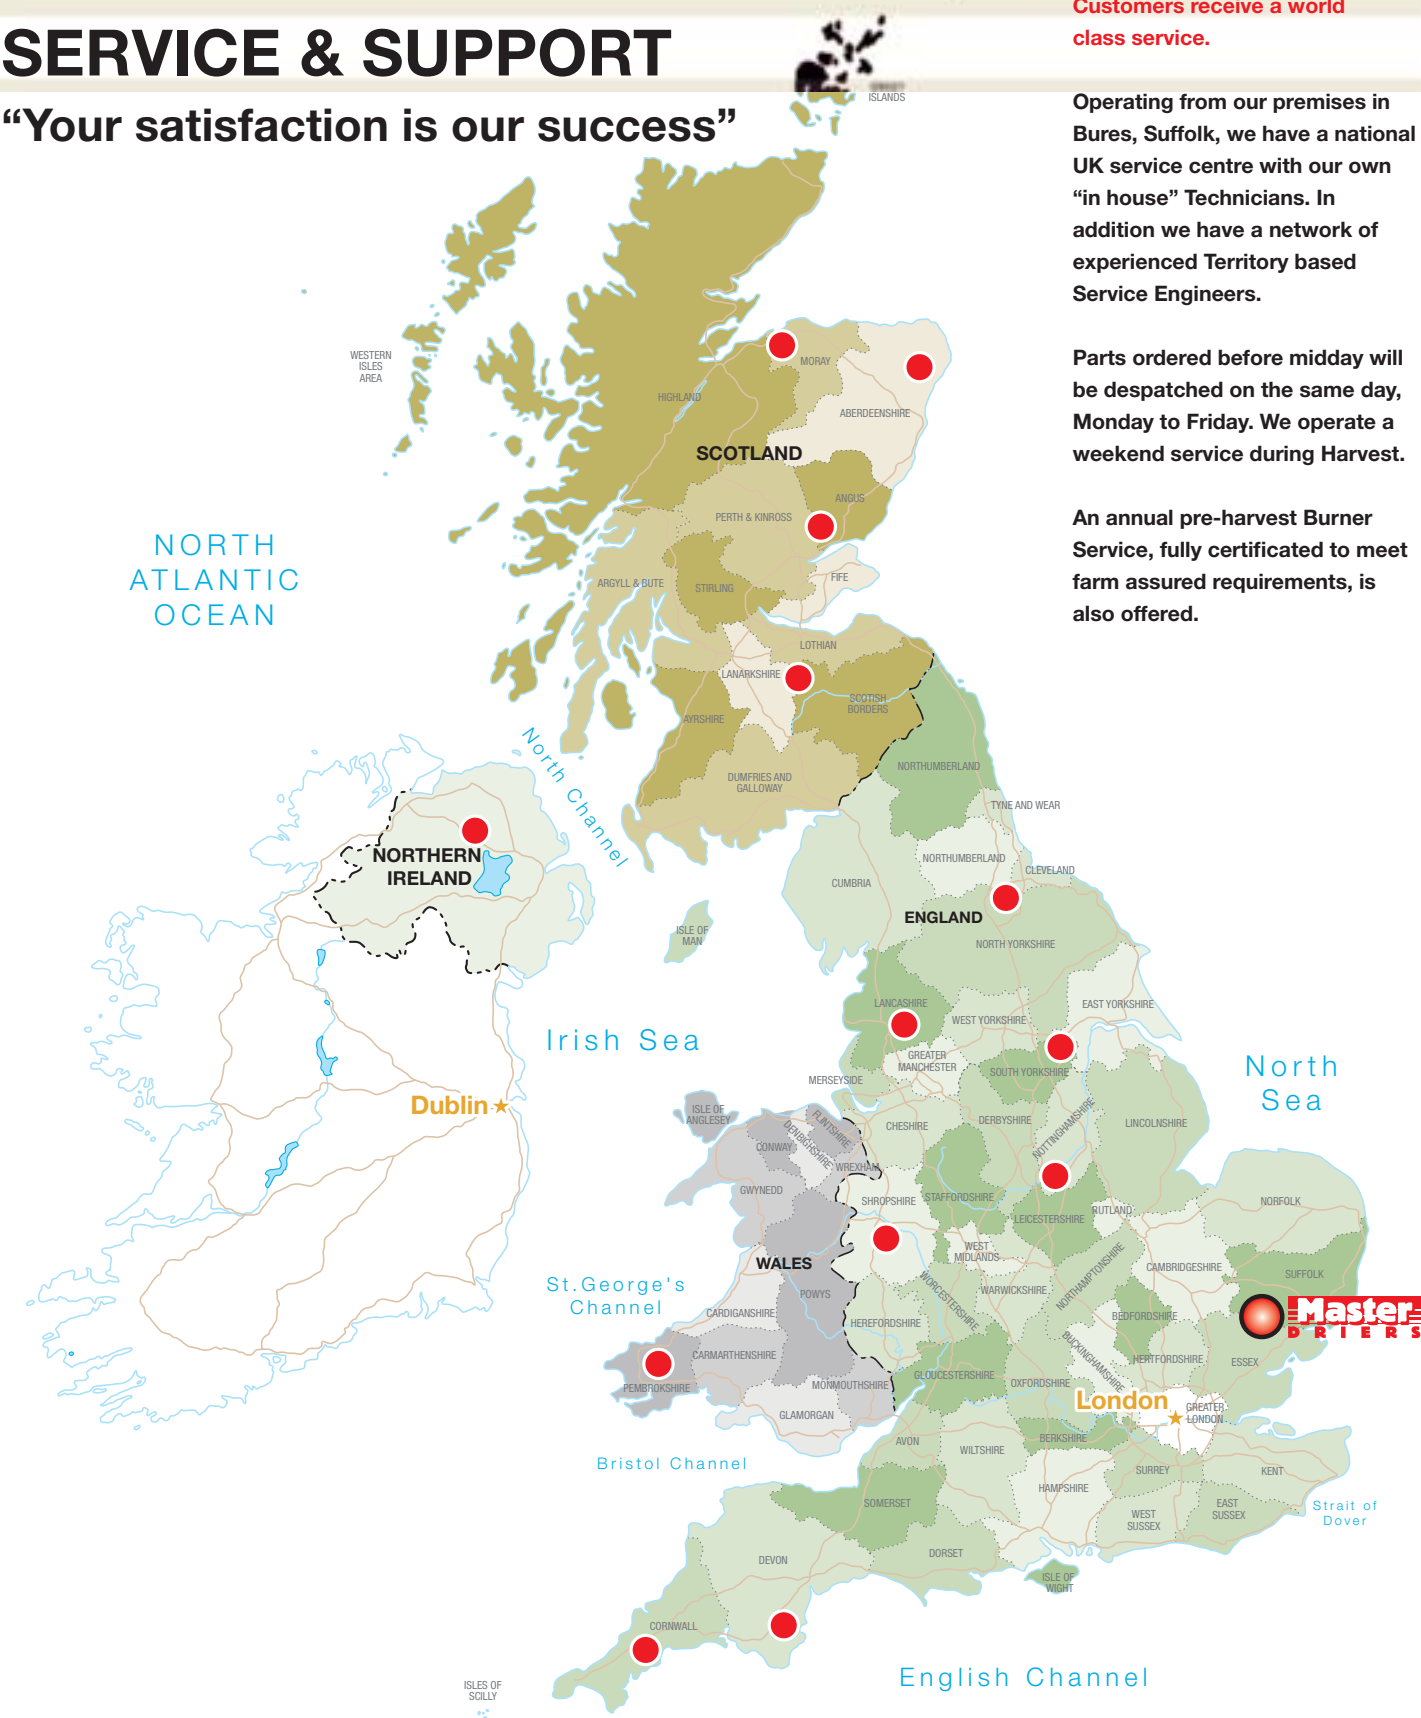 SERVICE & SUPPORT
“Your satisfaction is our success”
Customers receive a world
class service.
Operating from our premises in
Bures, Suffolk, we have a national
UK service centre with our own
“in house” Technicians. In
addition we have a network of
experienced Territory based
Service Engineers.
Parts ordered before midday will
be despatched on the same day,
Monday to Friday. We operate a
weekend service during Harvest.
An annual pre-harvest Burner
Service, fully certificated to meet
farm assured requirements, is
also offered.
ISLANDS
WESTERN
ISLES
AREA
HIGHLAND
MORAY
ABERDEENSHIRE
SCOTLAND
ANGUS
PERTH & KINROSS
NORTH
ATLANTIC
OCEAN
ARGYLL & BUTE
STIRLING
FIFE
LOTHIAN
LANARKSHIRE
SCOTISH
BORDERS
AYRSHIRE
DUMFRIES AND
GALLOWAY
North Channel
NORTHUMBERLAND
TYNE AND WEAR
NORTHERN
IRELAND
NORTHUMBERLAND
CLEVELAND
CUMBRIA
ENGLAND
ISLE OF
MAN
NORTH YORKSHIRE
LANCASHIRE
WEST YORKSHIRE
EAST YORKSHIRE
Irish Sea
GREATER
MANCHESTER
SOUTH YORKSHIRE
MERSEYSIDE
North
Sea
Dublin
ISLE OF
ANGLESEY
FLINTSHIRE
DENBIGHSHIRE
CONWAY
WREXHAM
CHESHIRE
DERBYSHIRE
NOTTINGHAMSHIRE
LINCOLNSHIRE
GWYNEDD
SHROPSHIRE
STAFFORDSHIRE
LEICESTERSHIRE
RUTLAND
NORFOLK
WALES
WEST
MIDLANDS
CAMBRIDGESHIRE
SUFFOLK
St.George's
Channel
POWYS
WORCESTERSHIRE
WARWICKSHIRE
NORTHAMPTONSHIRE
CARDIGANSHIRE
HEREFORDSHIRE
BEDFORDSHIRE
Master
DRIERS
CARMARTHENSHIRE
BUCKINGHAMSHIRE
HERTFORDSHIRE
ESSEX
PEMBROKSHIRE
MONMOUTHSHIRE
GLOUCESTERSHIRE
OXFORDSHIRE
London
GREATER
LONDON
GLAMORGAN
AVON
WILTSHIRE
BERKSHIRE
Bristol Channel
SURREY
KENT
HAMPSHIRE
SOMERSET
WEST
SUSSEX
EAST
SUSSEX
Strait of
Dover
DEVON
DORSET
ISLE OF
WIGHT
CORNWALL
ISLES OF
SCILLY
English Channel